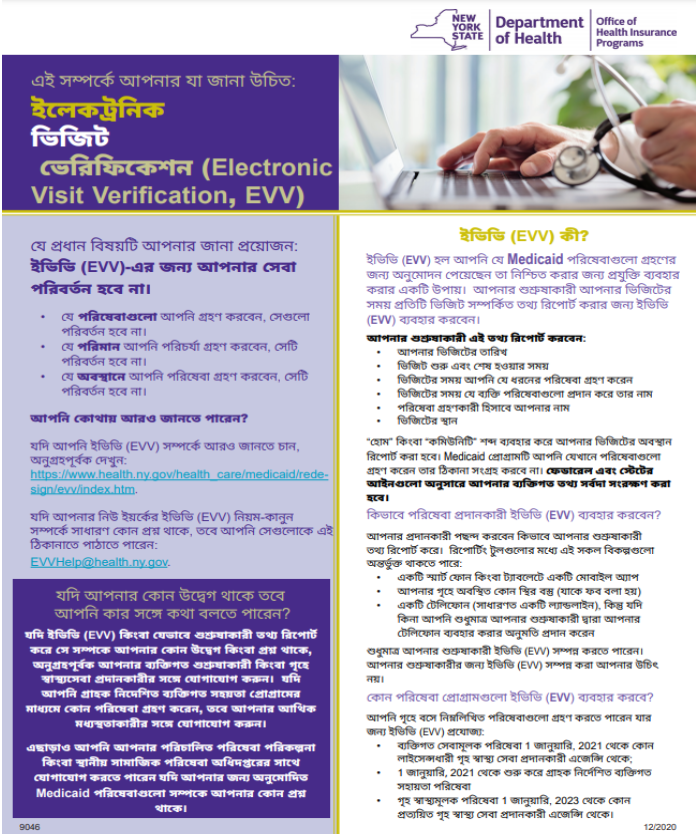 NEW
YORK
STATE
Department
of Health
Office of
Health Insurance
Programs
এই সম্পর্কে আপনার যা জানা উচিত:
ইলেকট্রনিক
ভিজিট
ভেরিফিকেশন (Electronic
Visit Verification, EVV)
যে প্রধান বিষয়টি আপনার জানা প্রয়োজন:
ইভিভি (EVV)-এর জন্য আপনার সেবা
পরিবর্তন হবে না।
• যে পরিষেবাগুলো আপনি গ্রহণ করবেন, সেগুলো
পরিবর্তন হবে না।
• যে পরিমান আপনি পরিচর্যা গ্রহণ করবেন, সেটি
পরিবর্তন হবে না।
• যে অবস্থানে আপনি পরিষেবা গ্রহণ করবেন, সেটি
পরিবর্তন হবে না।
আপনি কোথায় আরও জানতে পারেন?
যদি আপনি ইভিভি (EVV) সম্পর্কে আরও জানতে চান,
অনুগ্রহপূর্বক দেখুন:
https://www.health.ny.gov/health_care/medicaid/rede-
sign/evv/index.htm.
যদি আপনার নিউ ইয়র্কের ইভিভি (EVV) নিয়ম-কানুন
সম্পর্কে সাধারণ কোন প্রশ্ন থাকে, তবে আপনি সেগুলোকে এই
ঠিকানাতে পাঠাতে পারেন:
EVVHelp@health.ny.gov.
যদি আপনার কোন উদ্বেগ থাকে তবে
আপনি কার সঙ্গে কথা বলতে পারেন?
যদি ইভিভি (EVV) কিংবা যেভাবে শুশ্রুষাকারী তথ্য রিপোর্ট
করে সে সম্পকে আপনার কোন উদ্বেগ কিংবা প্রশ্ন থাকে,
অনুগ্রহপূর্বক আপনার ব্যক্তিগত শুশ্রুষাকারী কিংবা গৃহে
স্বাস্থ্যসেবা প্রদানকারীর সঙ্গে যোগাযোগ করুন। যদি
আপনি গ্রাহক নিদেশিত ব্যক্তিগত সহায়তা প্রোগ্রামের
মাধ্যমে কোন পরিষেবা গ্রহণ করেন, তবে আপনার আর্থিক
মধ্যস্থতাকারীর সঙ্গে যোগাযোগ করুন।
এছাড়াও আপনি আপনার পরিচালিত পরিষেবা পরিকল্পনা
কিংবা স্থানীয় সামাজিক পরিষেবা অধিদপ্তরের সাথে
যোগাযোগ করতে পারেন যদি আপনার জন্য অনুমোদিত
Medicaid পরিষেবাগুলো সম্পকে আপনার কোন প্রশ্ন
থাকে।
9046
ইভিভি (EVV) কী?
ইভিভি (EVV) হল আপনি যে Medicaid পরিষেবাগুলো গ্রহণের
জন্য অনুমোদন পেয়েছেন তা নিশ্চিত করার জন্য প্রযুক্তি ব্যবহার
করার একটি উপায়। আপনার শুশ্রুষাকারী আপনার ভিজিটের
সময় প্রতিটি ভিজিট সম্পর্কিত তথ্য রিপোর্ট করার জন্য ইভিভি
(EVV) ব্যবহার করবেন।
আপনার শুশ্রুষাকারী এই তথ্য রিপোর্ট করবেন:
• আপনার ভিজিটের তারিখ
• ভিজিট শুরু এবং শেষ হওয়ার সময়
• ভিজিটের সময় আপনি যে ধরনের পরিষেবা গ্রহণ করেন
• ভিজিটের সময় যে ব্যক্তি পরিষেবাগুলো প্রদান করে তার নাম
• পরিষেবা গ্রহণকারী হিসাবে আপনার নাম
• ভিজিটের স্থান
"হোম" কিংবা "কমিউনিটি" শব্দ ব্যবহার করে আপনার ভিজিটের অবস্থান
রিপোর্ট করা হবে। Medicaid প্রোগ্রামটি আপনি যেখানে পরিষেবাগুলো
গ্রহণ করেন তার ঠিকানা সংগ্রহ করবে না। ফেডারেল এবং স্টেটের
আইনগুলো অনুসারে আপনার ব্যক্তিগত তথ্য সর্বদা সংরক্ষণ করা
হবে।
কিভাবে পরিষেবা প্রদানকারী ইভিভি (EVV) ব্যবহার করবেন?
আপনার প্রদানকারী পছন্দ করবেন কিভাবে আপনার শুশ্রুষাকারী
তথ্য রিপোর্ট করে। রিপোর্টিং টুলগুলোর মধ্যে এই সকল বিকল্পগুলো
অন্তর্ভুক্ত থাকতে পারে:
• একটি স্মার্ট ফোন কিংবা ট্যাবলেটে একটি মোবাইল অ্যাপ
• আপনার গৃহে অবস্থিত কোন স্থির বস্তু (যাকে ফব বলা হয়)
• একটি টেলিফোন (সাধারণত একটি ল্যান্ডলাইন), কিন্তু যদি
কিনা আপনি শুধুমাত্র আপনার শুশ্রুষাকারী দ্বারা আপনার
টেলিফোন ব্যবহার করার অনুমতি প্রদান করেন
শুধুমাত্র আপনার শুশ্রুষাকারী ইভিভি (EVV) সম্পন্ন করতে পারেন।
আপনার শুশ্রুষাকারীর জন্য ইভিভি (EVV) সম্পন্ন করা আপনার উচিৎ
নয়।
কোন পরিষেবা প্রোগ্রামগুলো ইভিভি (EVV) ব্যবহার করবে?
আপনি গৃহে বসে নিম্নলিখিত পরিষেবাগুলো গ্রহণ করতে পারেন যার
জন্য ইভিভি (EVV) প্রযোজ্য:
• ব্যক্তিগত সেবামূলক পরিষেবা 1 জানুয়ারি, 2021 থেকে কোন
লাইসেন্সধারী গৃহ স্বাস্থ্য সেবা প্রদানকারী এজেন্সি থেকে;
• 1 জানুয়ারি, 2021 থেকে শুরু করে গ্রাহক নির্দেশিত ব্যক্তিগত
সহায়তা পরিষেবা
• গৃহ স্বাস্থ্যমূলক পরিষেবা 1 জানুয়ারি, 2023 থেকে কোন
প্রত্যয়িত গৃহ স্বাস্থ্য সেবা প্রদানকারী এজেন্সি থেকে।
12/2020